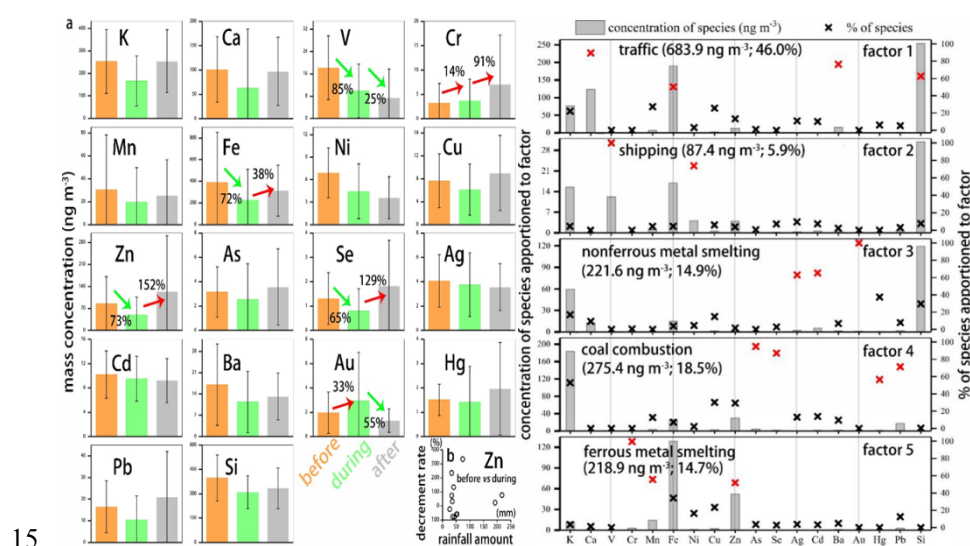 a
K
Ca
V
Cr
85%
25%
14%
91%
Mn
Fe
72%
38%
Ni
Cu
Zn
73%
152%
As
Se
65%
129%
Ag
Cd
Ba
Au
33%
55%
Hg
Pb
Si
before
during
after
mass concentration (ng m⁻³)
b
Zn
before vs during
(%)
(mm)
decrement rate
rainfall amount
concentration of species (ng m⁻³)
% of species
traffic (683.9 ng m⁻³; 46.0%)
factor 1
shipping (87.4 ng m⁻³; 5.9%)
factor 2
nonferrous metal smelting
(221.6 ng m⁻³, 14.9%)
factor 3
coal combustion
(275.4 ng m⁻³, 18.5%)
factor 4
ferrous metal smelting
(218.9 ng m⁻³, 14.7%)
factor 5
concentration of species apportioned to factor
% of species apportioned to factor
K Ca V Cr Mn Fe Ni Cu Zn As Se Ag Cd Ba Au Hg Pb Si
15